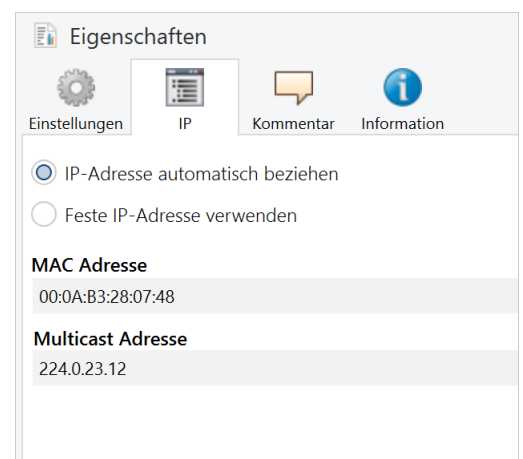 Eigenschaften
Einstellungen
IP
Kommentar
Information
IP-Adresse automatisch beziehen
Feste IP-Adresse verwenden
MAC Adresse
00:0A:B3:28:07:48
Multicast Adresse
224.0.23.12